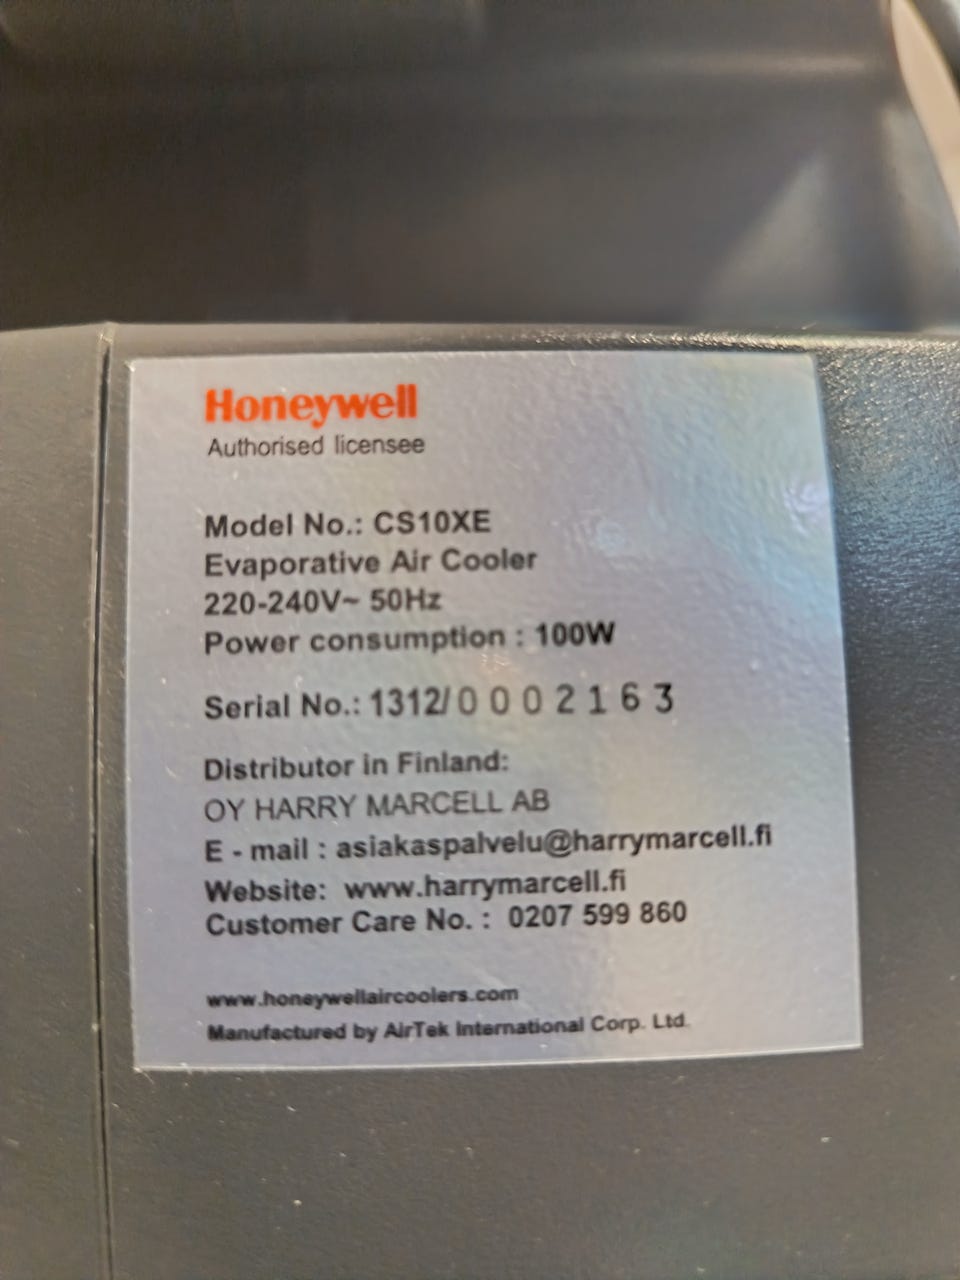 Honeywell
Authorised licensee
Model No.: CS10XE
Evaporative Air Cooler
220-240V~ 50Hz
Power consumption : 100W
Serial No.: 1312/0002163
Distributor in Finland:
OY HARRY MARCELL AB
E - mail : asiakaspalvelu@harrymarcell.fi
Website: www.harrymarcell.fi
Customer Care No. : 0207 599 860
www.honeywellaircoolers.com
Manufactured by AirTek International Corp. Ltd.